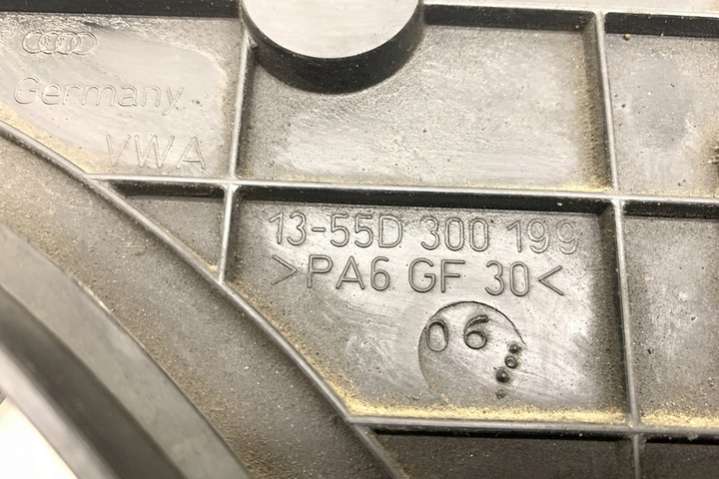 Germany
VWA
13-55D 300 199
>PA6 GF 30<
06